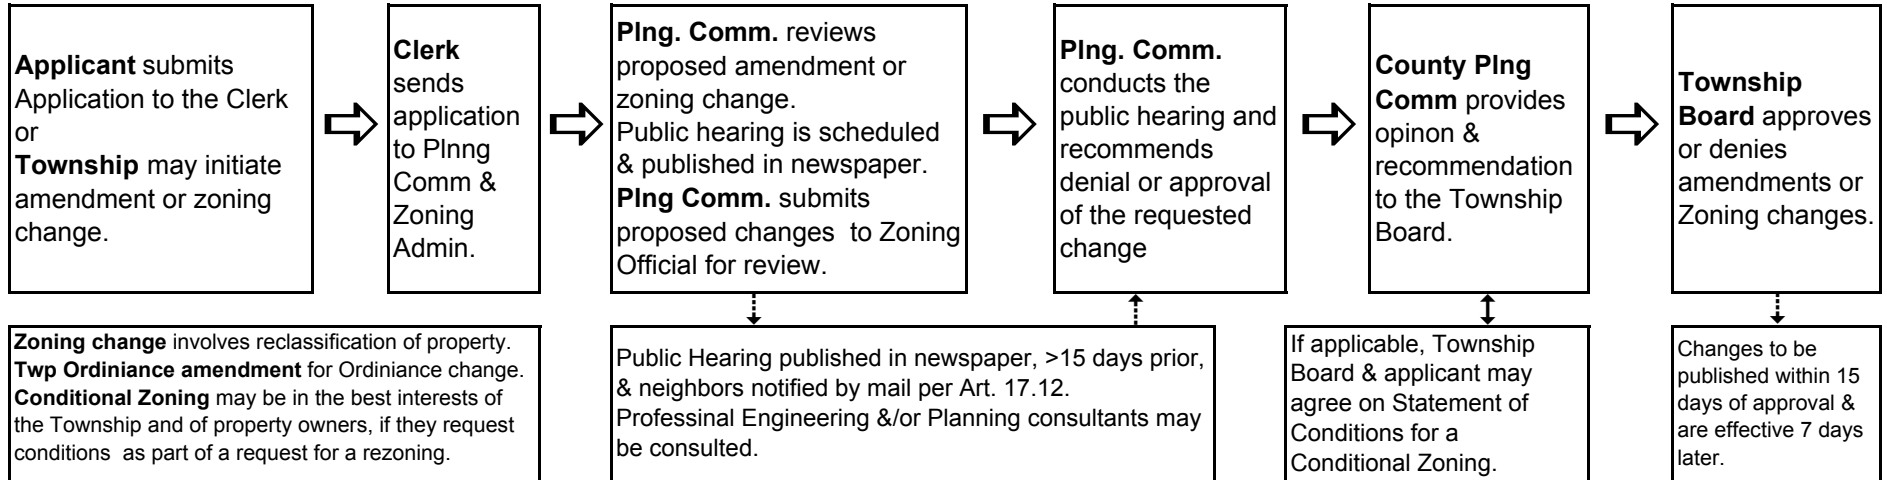 Applicant submits
Application to the Clerk
or
Township may initiate
amendment or zoning
change.
Clerk
sends
application
to Plnng
Comm &
Zoning
Admin.
Plng. Comm. reviews
proposed amendment or
zoning change.
Public hearing is scheduled
& published in newspaper.
Plng Comm. submits
proposed changes to Zoning
Official for review.
Plng. Comm.
conducts the
public hearing and
recommends
denial or approval
of the requested
change
County Plng
Comm provides
opinon &
recommendation
to the Township
Board.
Township
Board approves
or denies
amendments or
Zoning changes.
Zoning change involves reclassification of property.
Twp Ordiniance amendment for Ordiniance change.
Conditional Zoning may be in the best interests of
the Township and of property owners, if they request
conditions as part of a request for a rezoning.
Public Hearing published in newspaper, >15 days prior,
& neighbors notified by mail per Art. 17.12.
Professinal Engineering &/or Planning consultants may
be consulted.
If applicable, Township
Board & applicant may
agree on Statement of
Conditions for a
Conditional Zoning.
Changes to be
published within 15
days of approval &
are effective 7 days
later.